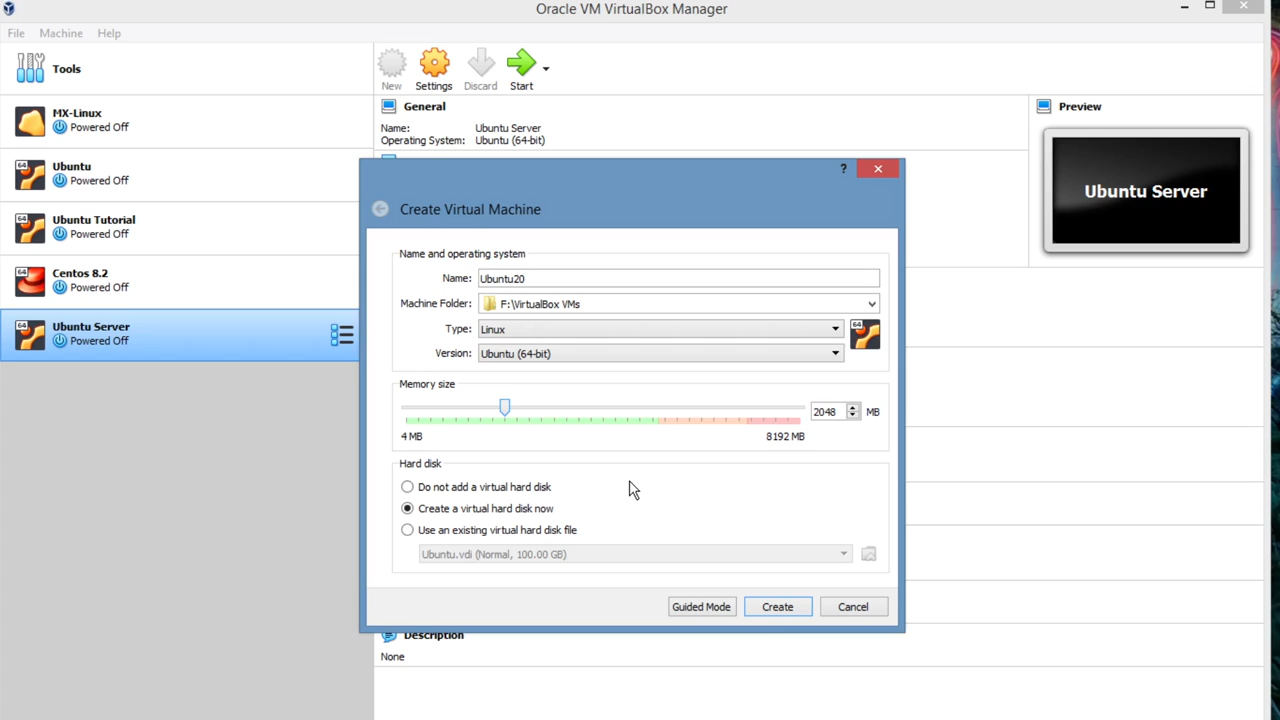 Oracle VM VirtualBox Manager
File Machine Help
Tools
New Settings Discard Start
MX-Linux
Powered Off
64
Ubuntu
Powered Off
64
Ubuntu Tutorial
Powered Off
64
Centos 8.2
Powered Off
64
Ubuntu Server
Powered Off
General
Name: Ubuntu Server
Operating System: Ubuntu (64-bit)
Preview
Ubuntu Server
?
Create Virtual Machine
Name and operating system
Name: Ubuntu20
Machine Folder: F:\VirtualBox VMs
Type: Linux
64
Version: Ubuntu (64-bit)
Memory size
2048 MB
4 MB 8192 MB
Hard disk
Do not add a virtual hard disk
Create a virtual hard disk now
Use an existing virtual hard disk file
Ubuntu.vdi (Normal, 100.00 GB)
Guided Mode Create Cancel
Description
None